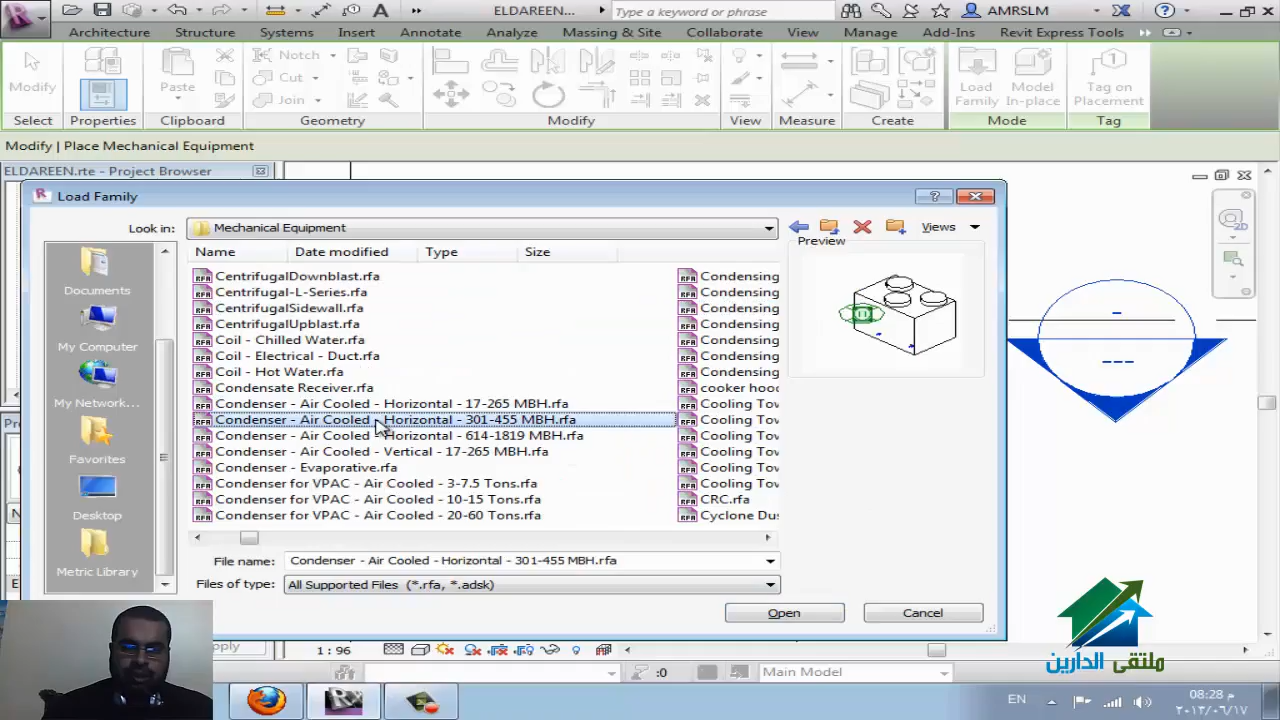 ELDAREEN...
Type a keyword or phrase
AMRSLM
Architecture Structure Systems Insert Annotate Analyze Massing & Site Collaborate View Manage Add-Ins Revit Express Tools
Modify
Paste
Notch
Cut
Join
Load Family
Model In-place
Tag on Placement
Select Properties Clipboard Geometry Modify View Measure Create Mode Tag
Modify | Place Mechanical Equipment
ELDAREEN.rte - Project Browser
Load Family
Look in:
Mechanical Equipment
Views
Preview
Name Date modified Type Size
Documents
My Computer
My Network...
Favorites
Desktop
Metric Library
CentrifugalDownblast.rfa
Centrifugal-L-Series.rfa
CentrifugalSidewall.rfa
CentrifugalUpblast.rfa
Coil - Chilled Water.rfa
Coil - Electrical - Duct.rfa
Coil - Hot Water.rfa
Condensate Receiver.rfa
Condenser - Air Cooled - Horizontal - 17-265 MBH.rfa
Condenser - Air Cooled - Horizontal - 301-455 MBH.rfa
Condenser - Air Cooled - Horizontal - 614-1819 MBH.rfa
Condenser - Air Cooled - Vertical - 17-265 MBH.rfa
Condenser - Evaporative.rfa
Condenser for VPAC - Air Cooled - 3-7.5 Tons.rfa
Condenser for VPAC - Air Cooled - 10-15 Tons.rfa
Condenser for VPAC - Air Cooled - 20-60 Tons.rfa
Condensing
Condensing
Condensing
Condensing
Condensing
Condensing
Condensing
cooker hood
Cooling Tow
Cooling Tow
Cooling Tow
Cooling Tow
Cooling Tow
Cooling Tow
CRC.rfa
Cyclone Dus
File name:
Condenser - Air Cooled - Horizontal - 301-455 MBH.rfa
Files of type:
All Supported Files (*.rfa, *.adsk)
Open
Cancel
1 : 96
:0
Main Model
ملتقى الدارين
EN
08:28 م
٢٠١٣/٠٦/١٧